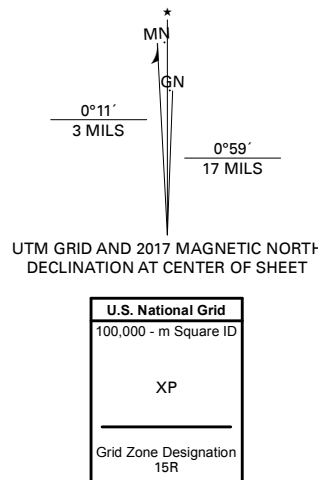 ★
MN
GN
0°11´
3 MILS
0°59´
17 MILS
UTM GRID AND 2017 MAGNETIC NORTH
DECLINATION AT CENTER OF SHEET
U.S. National Grid
100,000 - m Square ID
XP
Grid Zone Designation
15R